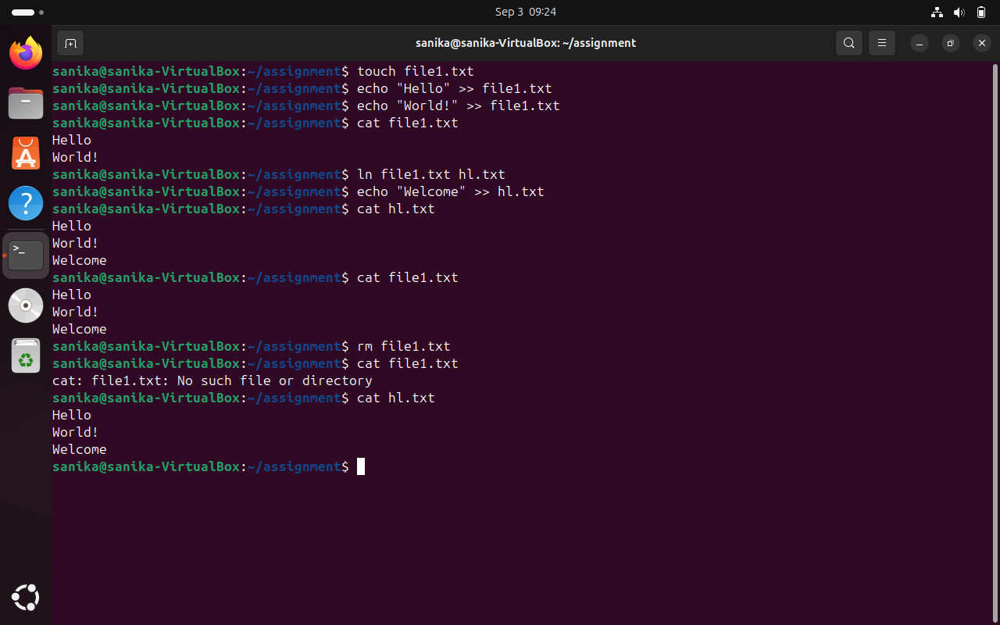 Sep 3 09:24
sanika@sanika-VirtualBox: ~/assignment
sanika@sanika-VirtualBox:~/assignment$ touch file1.txt
sanika@sanika-VirtualBox:~/assignment$ echo "Hello" >> file1.txt
sanika@sanika-VirtualBox:~/assignment$ echo "World!" >> file1.txt
sanika@sanika-VirtualBox:~/assignment$ cat file1.txt
Hello
World!
sanika@sanika-VirtualBox:~/assignment$ ln file1.txt hl.txt
sanika@sanika-VirtualBox:~/assignment$ echo "Welcome" >> hl.txt
sanika@sanika-VirtualBox:~/assignment$ cat hl.txt
Hello
World!
Welcome
sanika@sanika-VirtualBox:~/assignment$ cat file1.txt
Hello
World!
Welcome
sanika@sanika-VirtualBox:~/assignment$ rm file1.txt
sanika@sanika-VirtualBox:~/assignment$ cat file1.txt
cat: file1.txt: No such file or directory
sanika@sanika-VirtualBox:~/assignment$ cat hl.txt
Hello
World!
Welcome
sanika@sanika-VirtualBox:~/assignment$